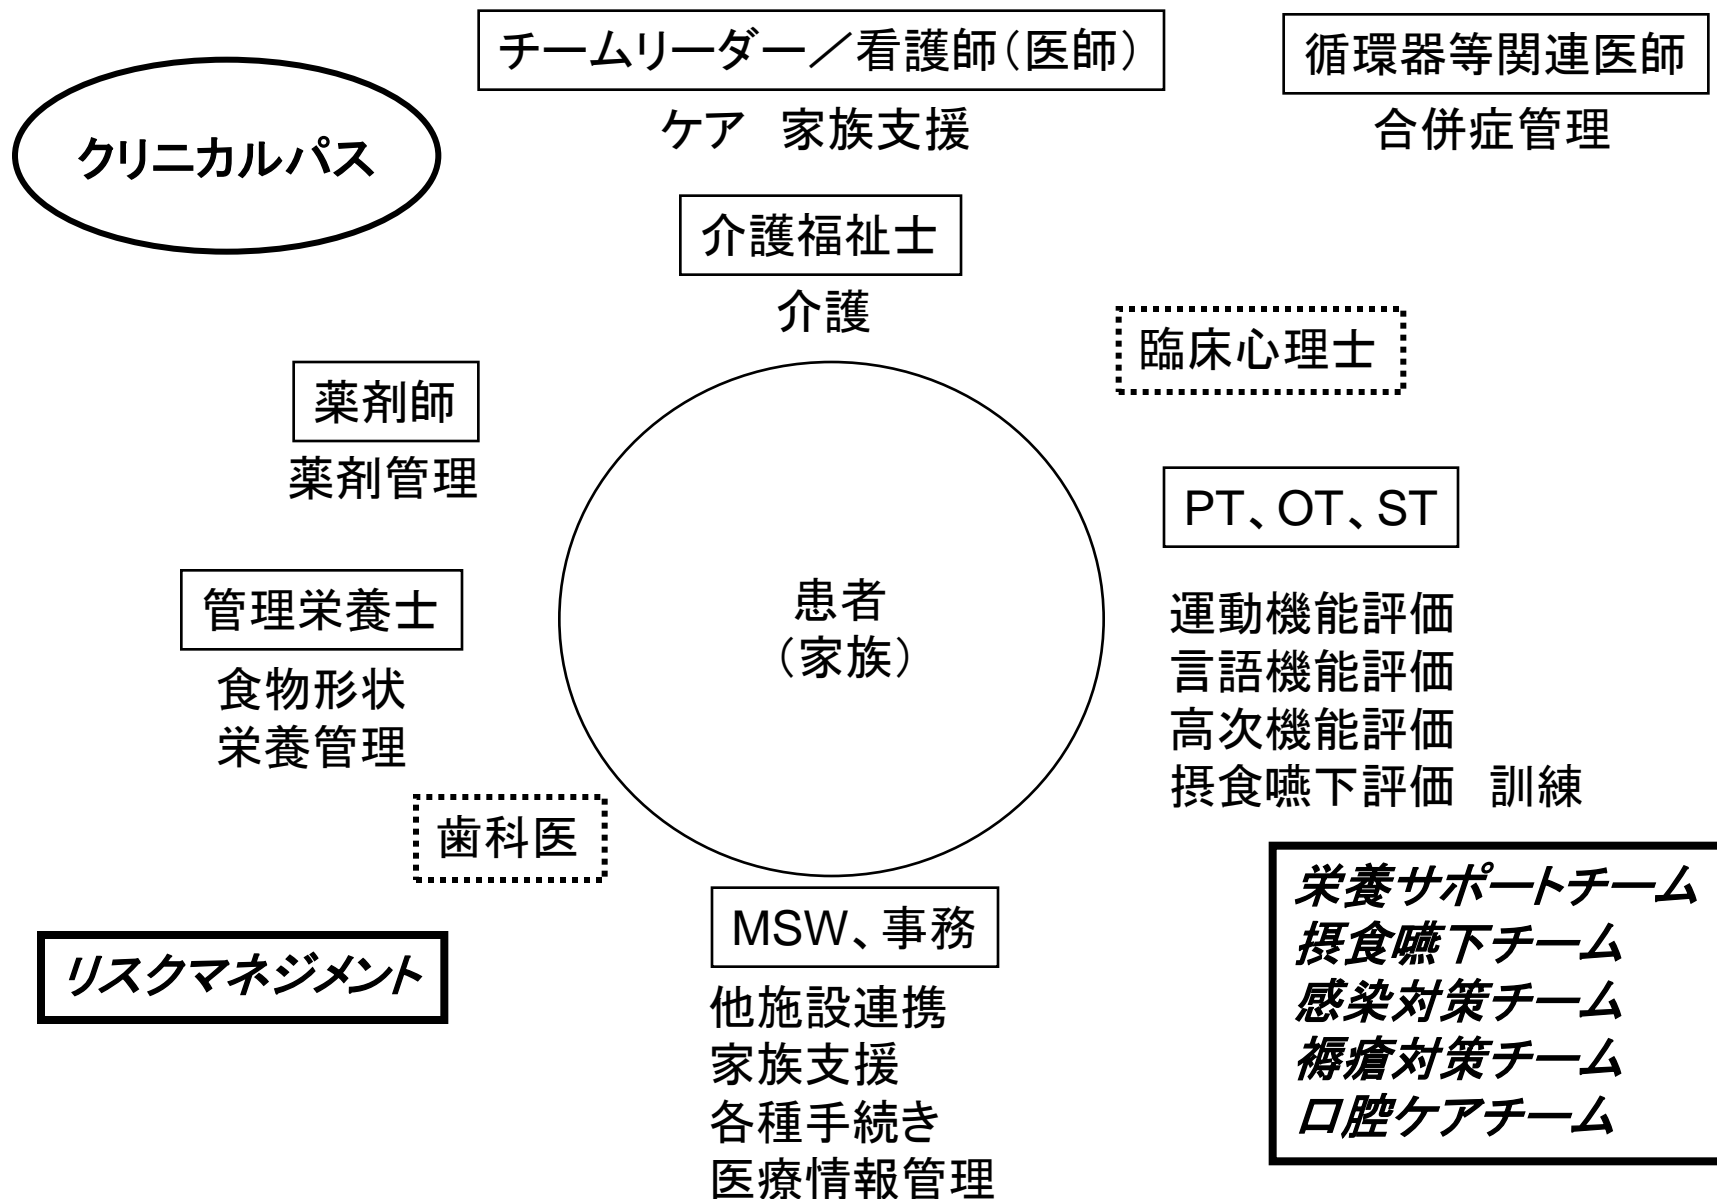 チームリーダー／看護師（医師）
循環器等関連医師
ケア　家族支援
合併症管理
クリニカルパス
介護福祉士
介護
臨床心理士
薬剤師
薬剤管理
PT、OT、ST
管理栄養士
食物形状
栄養管理
患者
（家族）
運動機能評価
言語機能評価
高次機能評価
摂食嚥下評価　訓練
歯科医
MSW、事務
他施設連携
家族支援
各種手続き
医療情報管理
リスクマネジメント
栄養サポートチーム
摂食嚥下チーム
感染対策チーム
褥瘡対策チーム
口腔ケアチーム